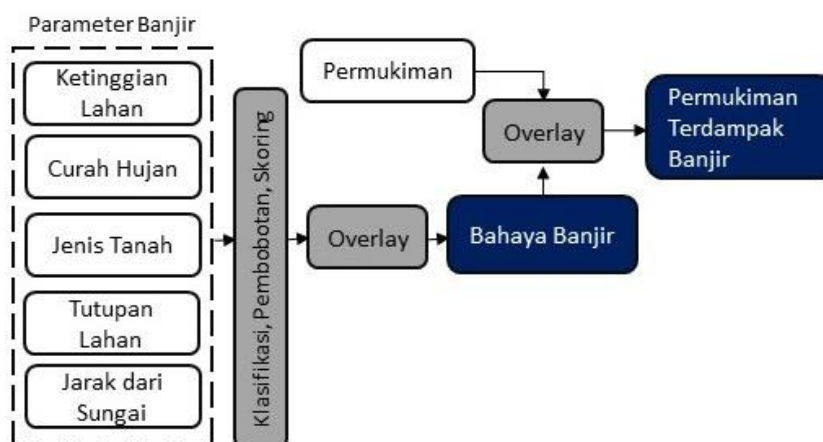 Parameter Banjir
Ketinggian
Lahan
Curah Hujan
Jenis Tanah
Tutupan
Lahan
Jarak dari
Sungai
Klasifikasi, Pembobotan, Skoring
Overlay
Bahaya Banjir
Permukiman
Overlay
Permukiman
Terdampak
Banjir